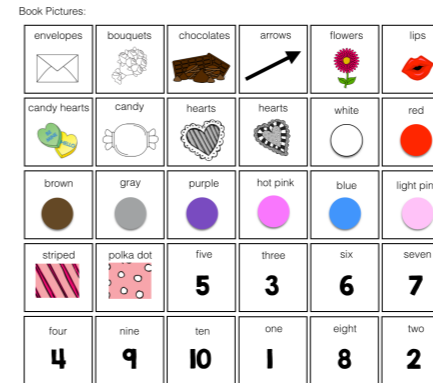 Book Pictures:
envelopes bouquets chocolates arrows flowers lips
candy hearts candy hearts hearts white red
brown gray purple hot pink blue light pin
striped polka dot five three six seven
5 3 6 7
four nine ten one eight two
4 9 10 1 8 2